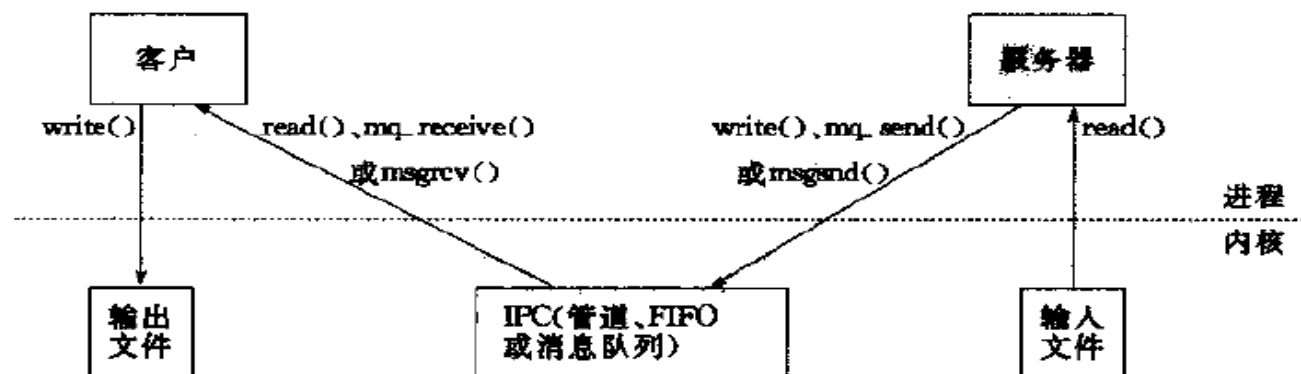 客户
服务器
write()
read()、mq_receive()
或msgrcv()
write()、mq_send()
或msgsnd()
read()
进程
内核
输出
文件
IPC(管道、FIFO
或消息队列)
输入
文件